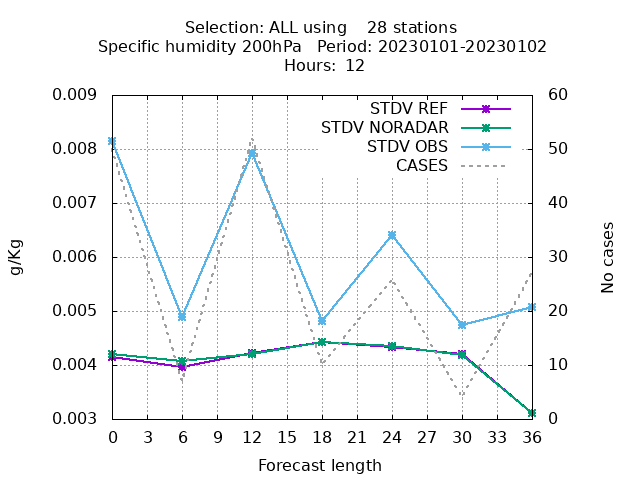 Selection: ALL using    28 stations
Specific humidity 200hPa   Period: 20230101-20230102
Hours: 12
STDV REF
STDV NORADAR
STDV OBS
CASES
0.009
0.008
0.007
0.006
0.005
0.004
0.003
g/Kg
60
50
40
30
20
10
0
No cases
0 3 6 9 12 15 18 21 24 27 30 33 36
Forecast length